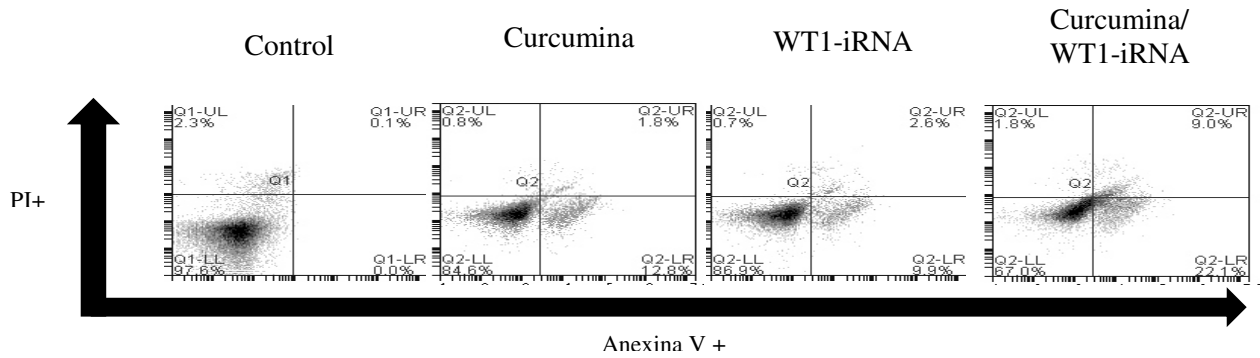 Control
Curcumina
WT1-iRNA
Curcumina/
WT1-iRNA
PI+
Q1-UL
2.3%
Q1-UR
0.1%
Q1
Q1-LL
97.6%
Q1-LR
0.0%
Q2-UL
0.8%
Q2-UR
1.8%
Q2
Q2-LL
84.6%
Q2-LR
12.8%
Q2-UL
0.7%
Q2-UR
2.6%
Q2
Q2-LL
86.9%
Q2-LR
9.9%
Q2-UL
1.8%
Q2-UR
9.0%
Q2
Q2-LL
67.0%
Q2-LR
22.1%
Anexina V +